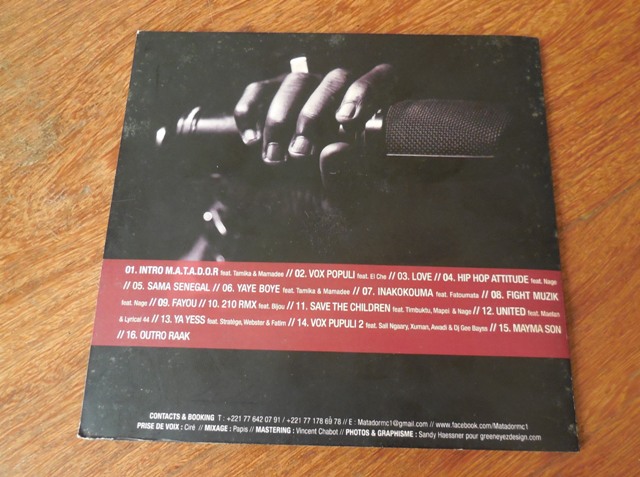 01. INTRO M.A.T.A.D.O.R feat. Tamika & Mamadee // 02. VOX POPULI feat. El Che // 03. LOVE // 04. HIP HOP ATTITUDE feat. Nage
// 05. SAMA SENEGAL // 06. YAYE BOYE feat. Tamika & Mamadee // 07. INAKOKOUMA feat. Fatoumata // 08. FIGHT MUZIK
feat. Nage // 09. FAYOU // 10. 210 RMX feat. Bijou // 11. SAVE THE CHILDREN feat. Timbuktu, Mapei & Nage // 12. UNITED feat. Maelan
& Lyrical 44 // 13. YA YESS feat. Stratège, Webster & Fatim // 14. VOX PUPULI 2 feat. Sall Ngaary, Xuman, Awadi & Dj Gee Bayss // 15. MAYMA SON
// 16. OUTRO RAAK
CONTACTS & BOOKING T : +221 77 642 07 91 / +221 77 178 69 78 // E : Matadormc1@gmail.com // www.facebook.com/Matadormc1
PRISE DE VOIX : Ciré // MIXAGE : Papis // MASTERING : Vincent Chabot // PHOTOS & GRAPHISME : Sandy Haessner pour greeneyezdesign.com